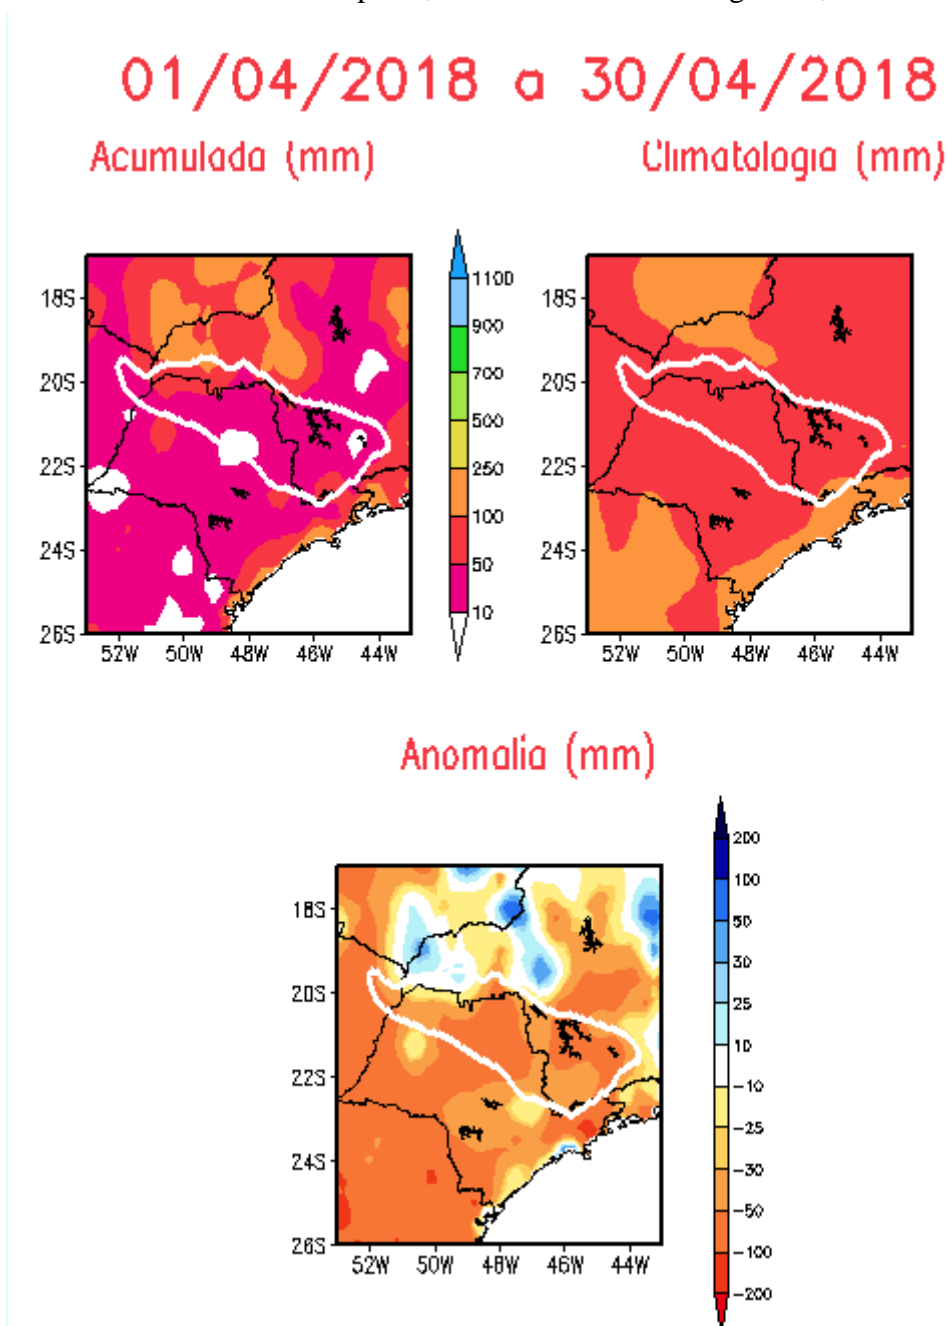 01/04/2018 a 30/04/2018
Acumulada (mm)
Climatologia (mm)
18S
20S
22S
24S
26S
52W 50W 48W 46W 44W
1100
900
700
500
250
100
50
10
18S
20S
22S
24S
26S
52W 50W 48W 46W 44W
Anomalia (mm)
18S
20S
22S
24S
26S
52W 50W 48W 46W 44W
200
100
50
30
25
10
-10
-25
-30
-50
-100
-200